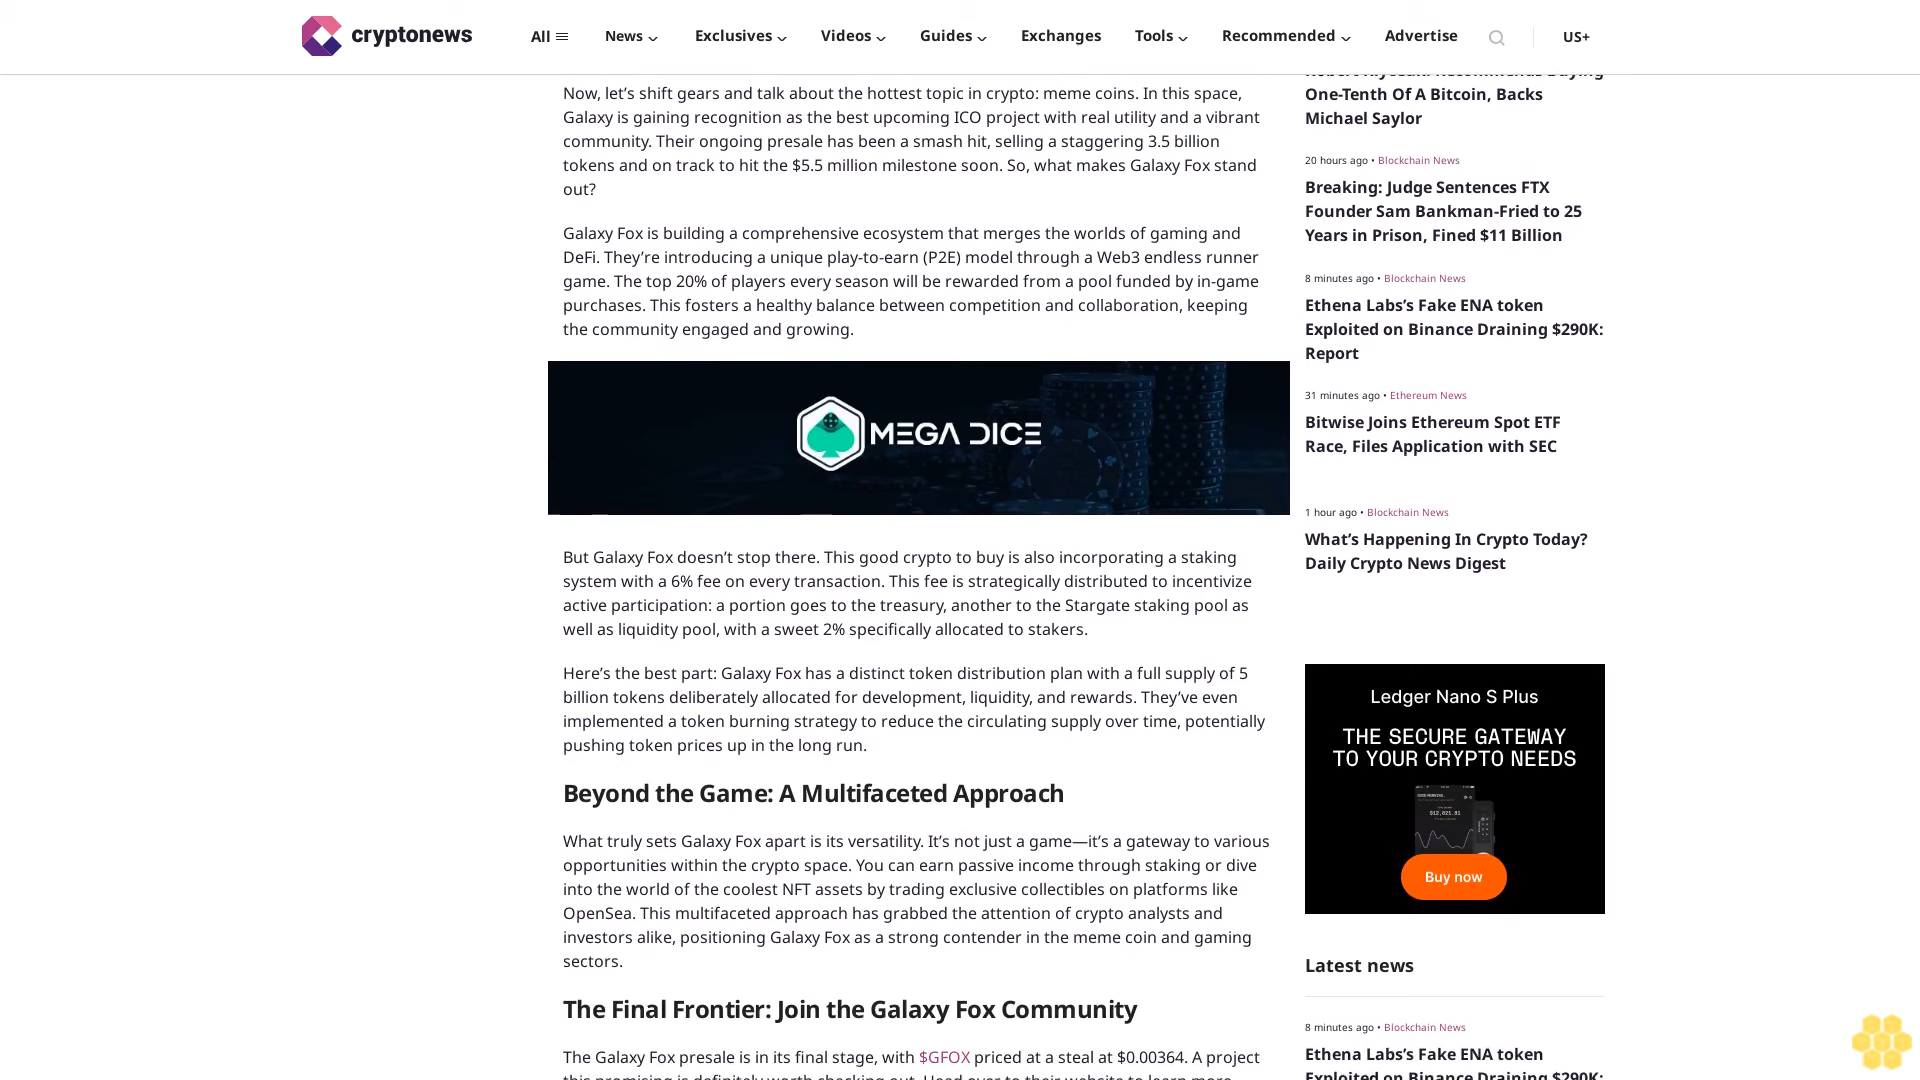 cryptonews
All
News
Exclusives
Videos
Guides
Exchanges
Tools
Recommended
Advertise
US+
Now, let’s shift gears and talk about the hottest topic in crypto: meme coins. In this space,
Galaxy is gaining recognition as the best upcoming ICO project with real utility and a vibrant
community. Their ongoing presale has been a smash hit, selling a staggering 3.5 billion
tokens and on track to hit the $5.5 million milestone soon. So, what makes Galaxy Fox stand
out?
Galaxy Fox is building a comprehensive ecosystem that merges the worlds of gaming and
DeFi. They’re introducing a unique play-to-earn (P2E) model through a Web3 endless runner
game. The top 20% of players every season will be rewarded from a pool funded by in-game
purchases. This fosters a healthy balance between competition and collaboration, keeping
the community engaged and growing.
MEGA DICE
But Galaxy Fox doesn’t stop there. This good crypto to buy is also incorporating a staking
system with a 6% fee on every transaction. This fee is strategically distributed to incentivize
active participation: a portion goes to the treasury, another to the Stargate staking pool as
well as liquidity pool, with a sweet 2% specifically allocated to stakers.
Here’s the best part: Galaxy Fox has a distinct token distribution plan with a full supply of 5
billion tokens deliberately allocated for development, liquidity, and rewards. They’ve even
implemented a token burning strategy to reduce the circulating supply over time, potentially
pushing token prices up in the long run.
Beyond the Game: A Multifaceted Approach
What truly sets Galaxy Fox apart is its versatility. It’s not just a game—it’s a gateway to various
opportunities within the crypto space. You can earn passive income through staking or dive
into the world of the coolest NFT assets by trading exclusive collectibles on platforms like
OpenSea. This multifaceted approach has grabbed the attention of crypto analysts and
investors alike, positioning Galaxy Fox as a strong contender in the meme coin and gaming
sectors.
The Final Frontier: Join the Galaxy Fox Community
The Galaxy Fox presale is in its final stage, with $GFOX priced at a steal at $0.00364. A project
this promising is definitely worth checking out. Head over to their website to learn more
One-Tenth Of A Bitcoin, Backs
Michael Saylor
20 hours ago • Blockchain News
Breaking: Judge Sentences FTX
Founder Sam Bankman-Fried to 25
Years in Prison, Fined $11 Billion
8 minutes ago • Blockchain News
Ethena Labs’s Fake ENA token
Exploited on Binance Draining $290K:
Report
31 minutes ago • Ethereum News
Bitwise Joins Ethereum Spot ETF
Race, Files Application with SEC
1 hour ago • Blockchain News
What’s Happening In Crypto Today?
Daily Crypto News Digest
Ledger Nano S Plus
THE SECURE GATEWAY
TO YOUR CRYPTO NEEDS
$12,021.81
Buy now
Latest news
8 minutes ago • Blockchain News
Ethena Labs’s Fake ENA token
Exploited on Binance Draining $290K: